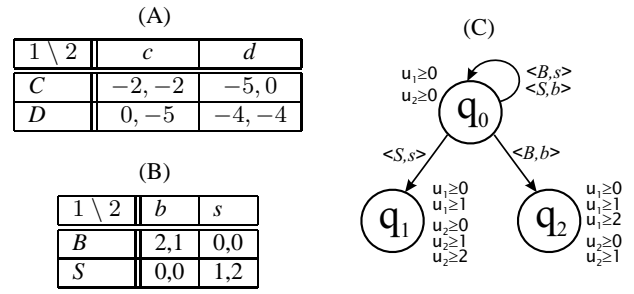 (A)
1 \ 2 c d
C −2, −2 −5, 0
D 0, −5 −4, −4
(B)
1 \ 2 b s
B 2,1 0,0
S 0,0 1,2
(C)
u₁≥0
u₂≥0
<B,s>
<S,b>
q₀
<S,s>
<B,b>
q₁
u₁≥0
u₁≥1
u₂≥0
u₂≥1
u₂≥2
q₂
u₁≥0
u₁≥1
u₁≥2
u₂≥0
u₂≥1